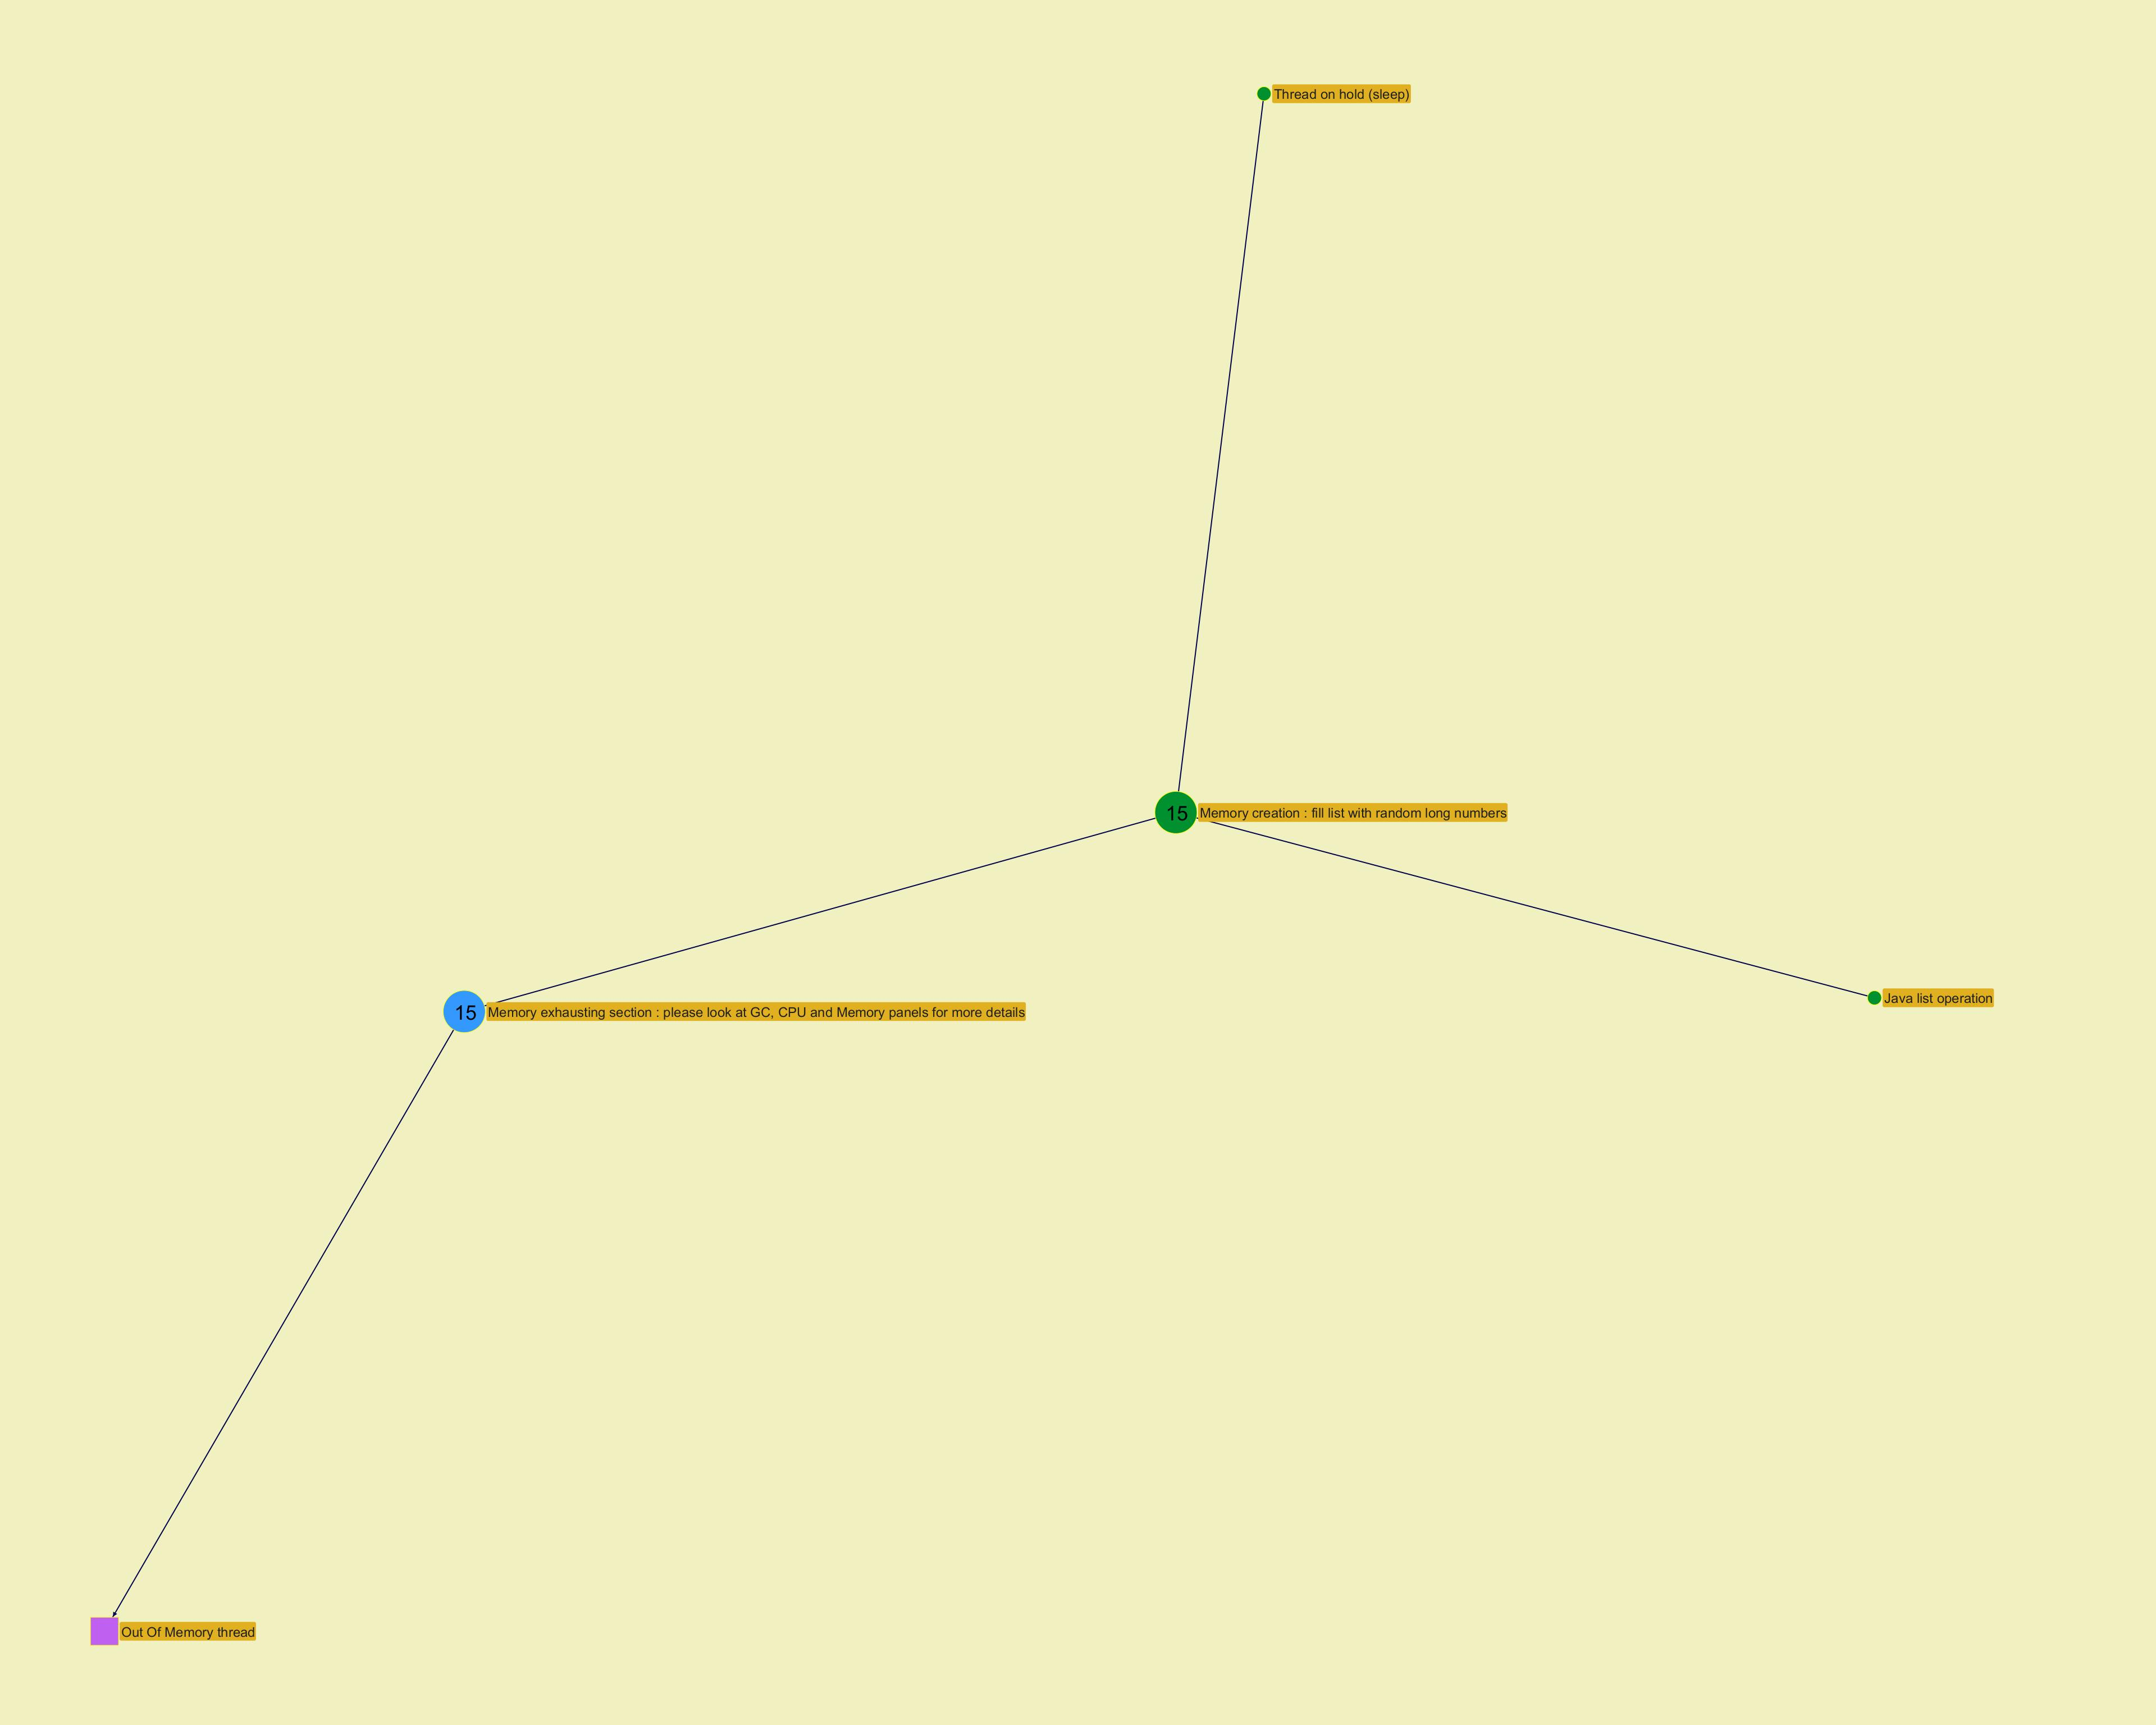 Thread on hold (sleep)
15 Memory creation : fill list with random long numbers
Java list operation
15 Memory exhausting section : please look at GC, CPU and Memory panels for more details
Out Of Memory thread